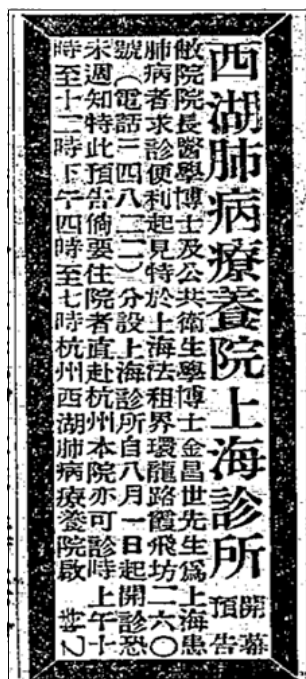 西湖肺病療養院上海診所 開幕預告
敝院院長醫學博士及公共衛生學博士金昌世先生爲上海患
肺病者求診便利起見特於上海法租界環龍路霞飛坊二六〇
號（電話三四八二二）分設上海診所自八月一日起開診恐
未週知特此預告倘要住院者直赴杭州本院亦可診時上午十
時至十二時下午四時至七時杭州西湖肺病療養院啟